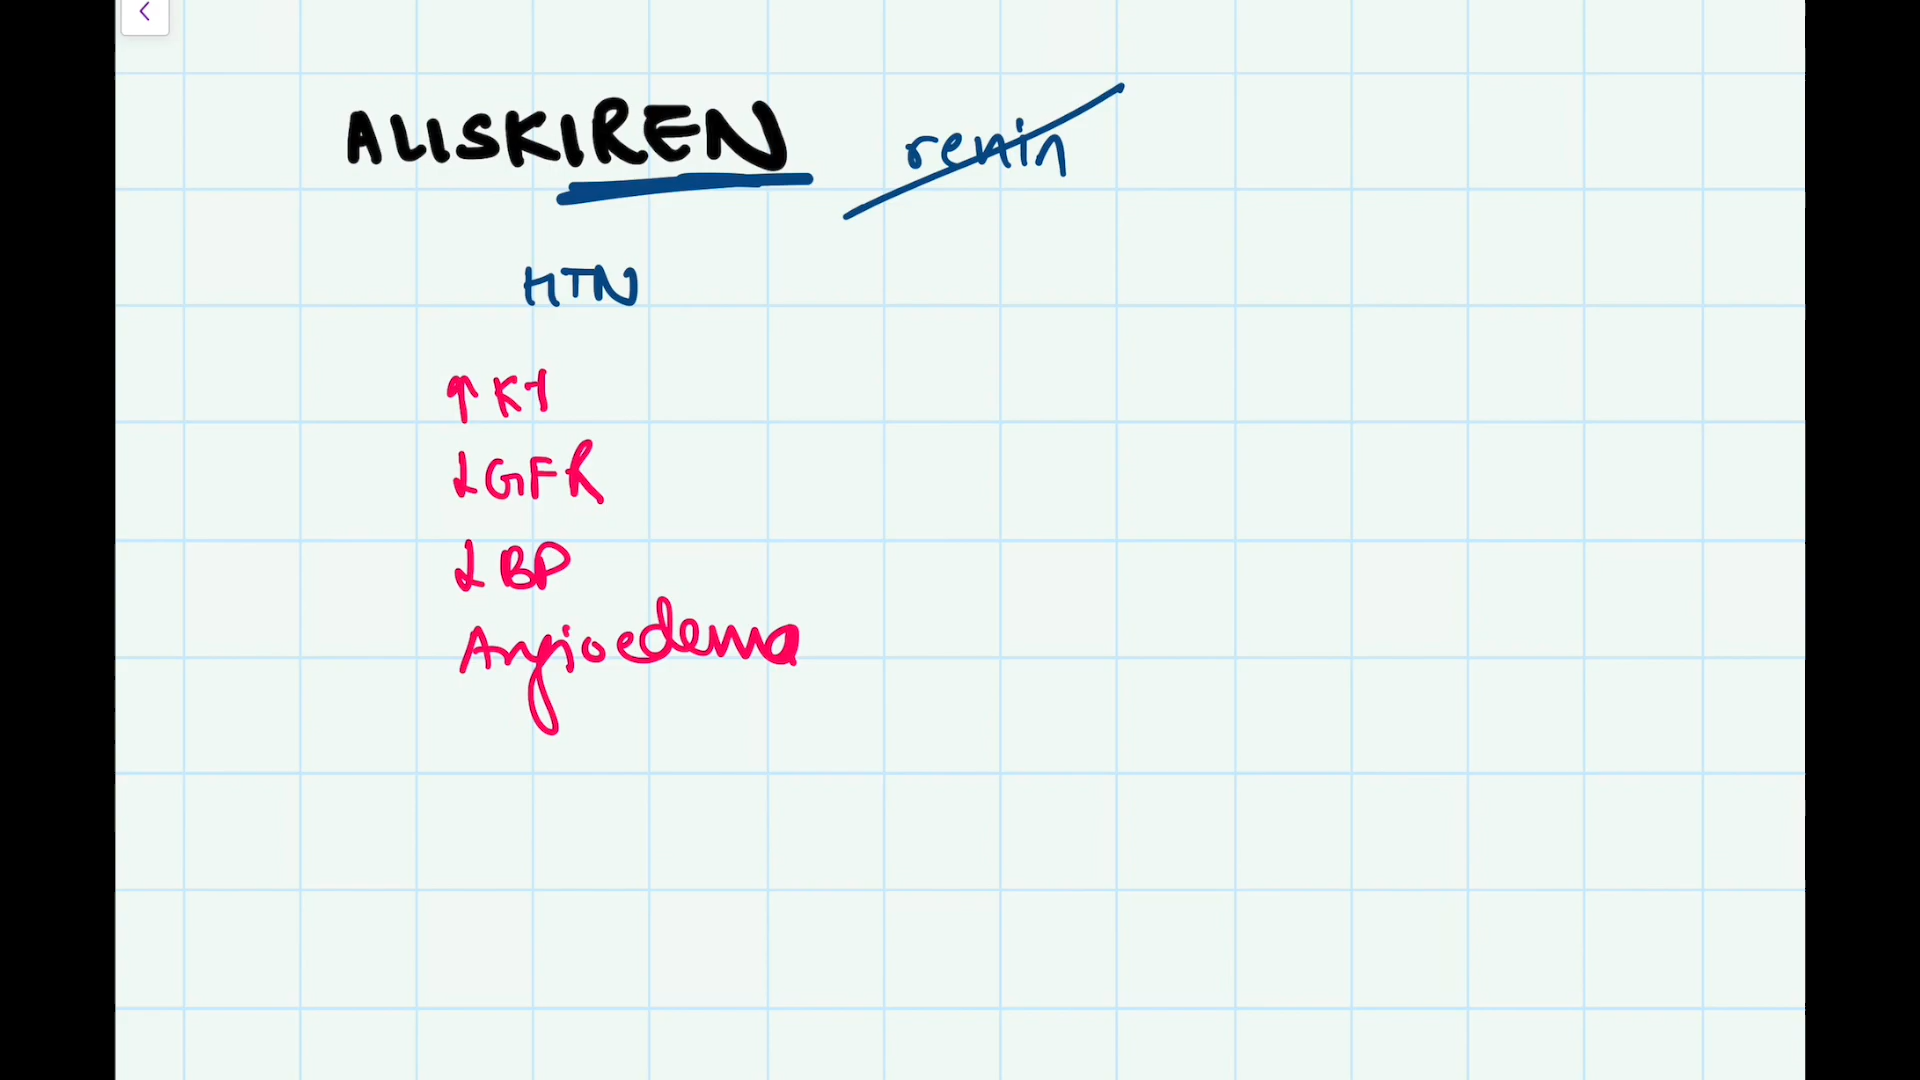 ALISKIREN renin
HTN
↑ K+
↓ GFR
↓ BP
Angioedema